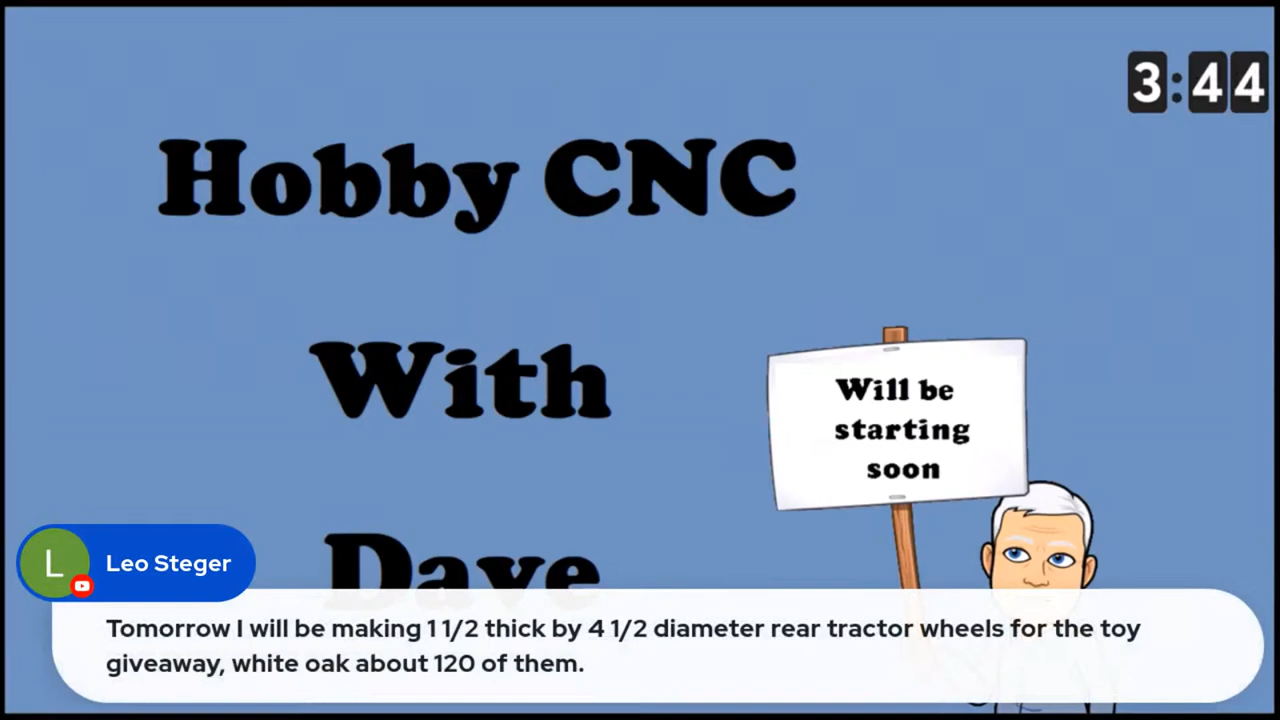 3:44
Hobby CNC
With
Dave
Will be
starting
soon
L
Leo Steger
Tomorrow I will be making 1 1/2 thick by 4 1/2 diameter rear tractor wheels for the toy
giveaway, white oak about 120 of them.